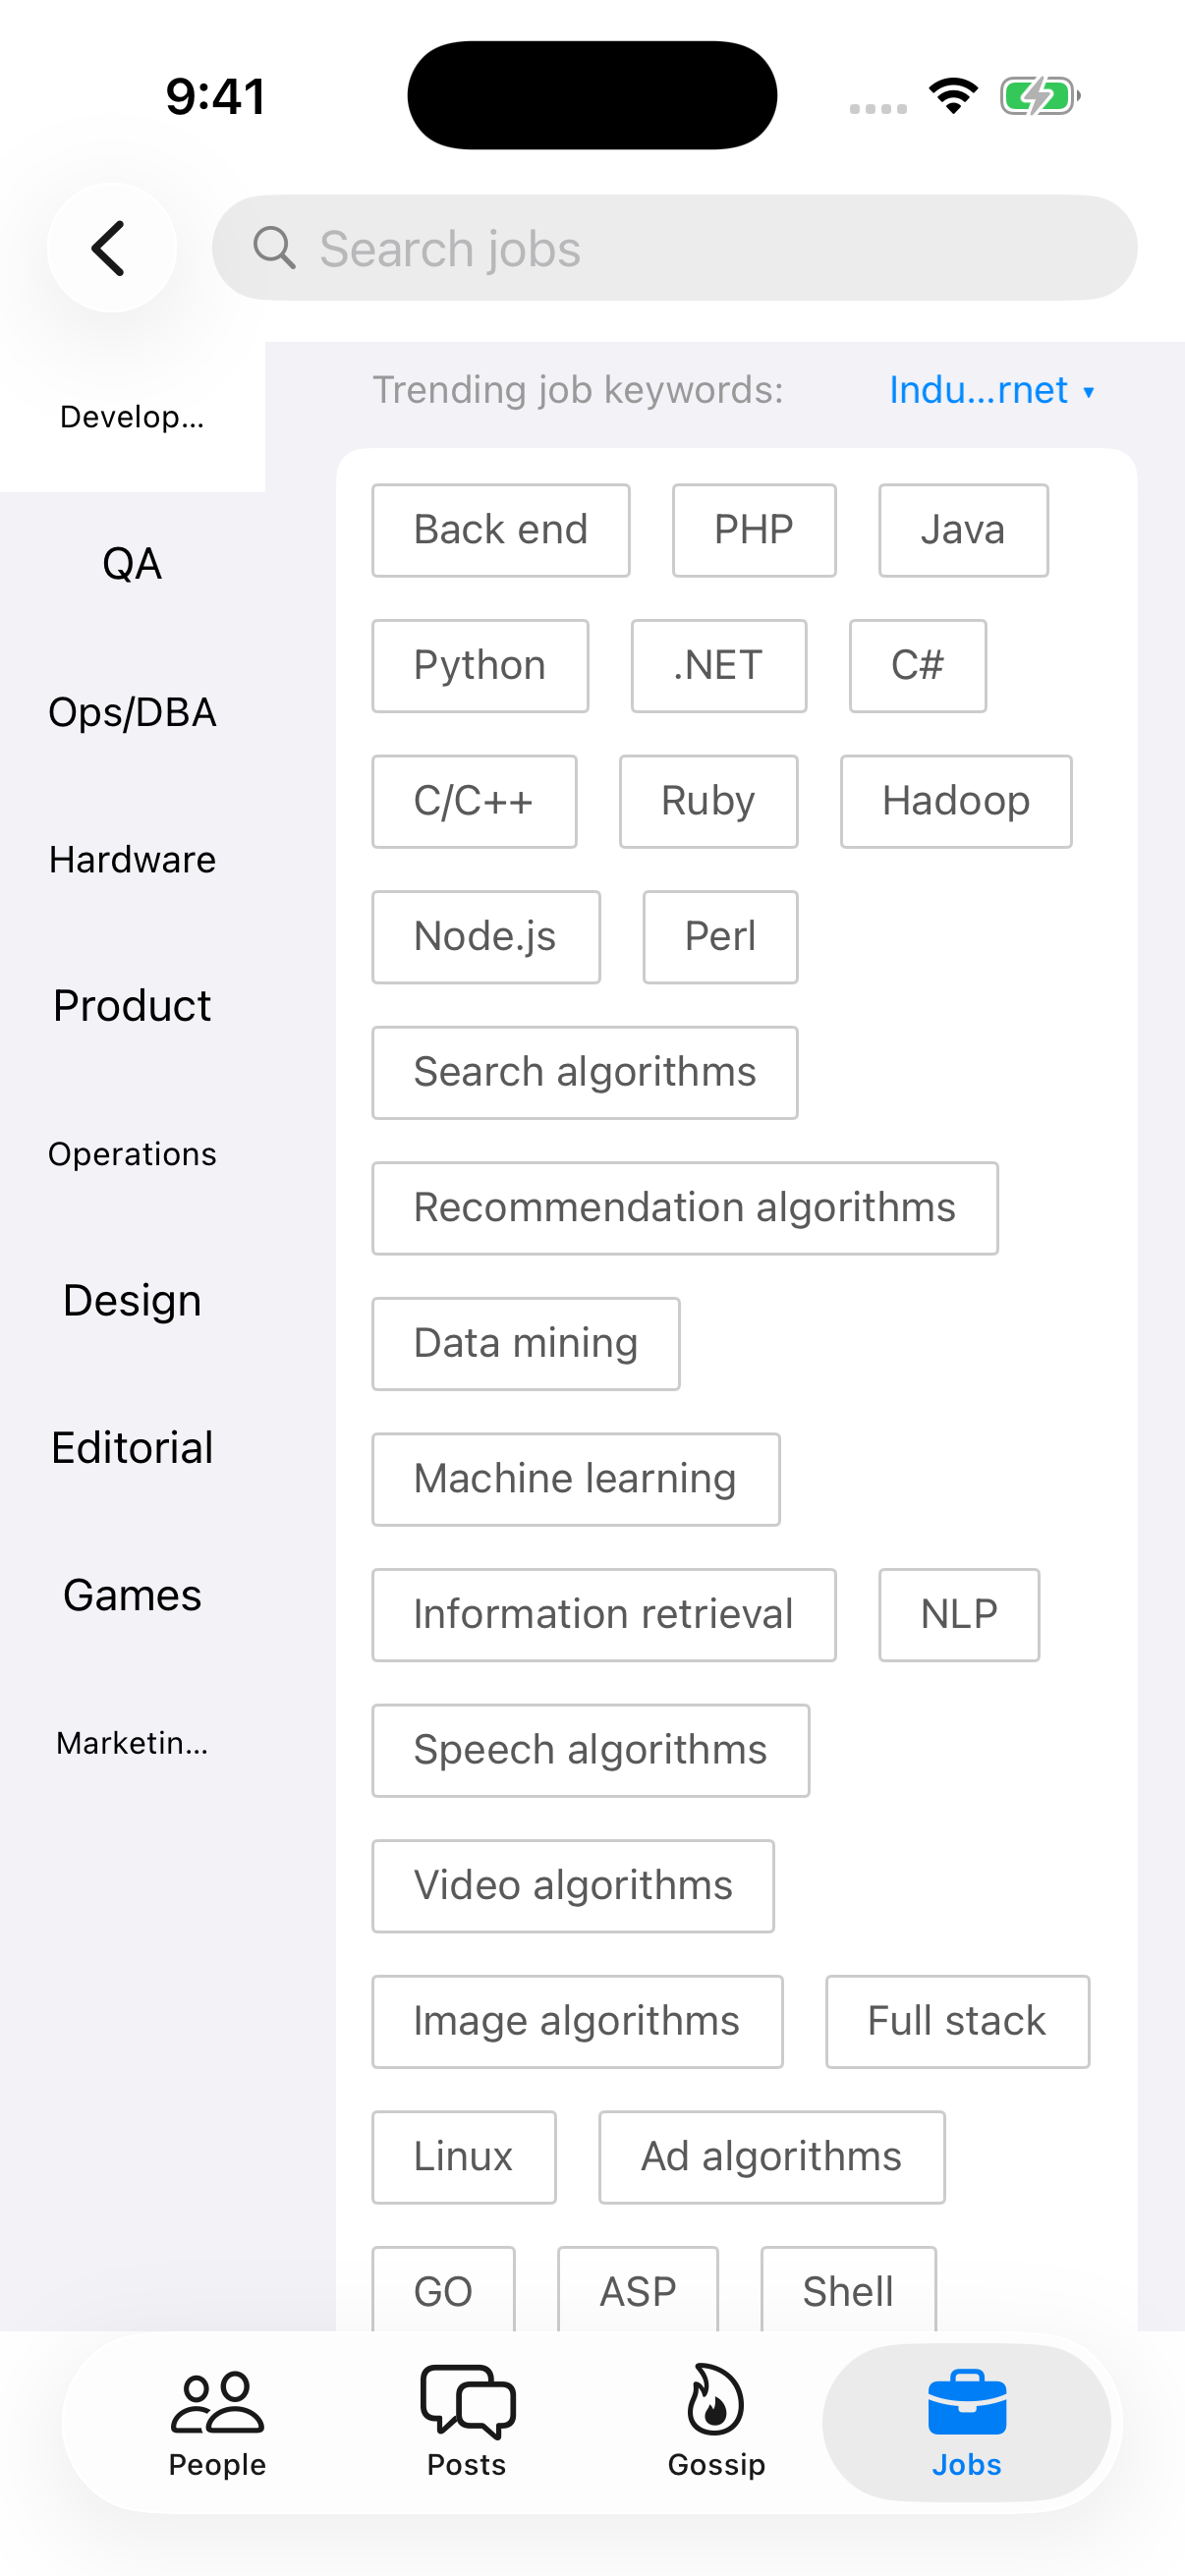 9:41
Search jobs
Develop...
QA
Ops/DBA
Hardware
Product
Operations
Design
Editorial
Games
Marketin...
Trending job keywords: Indu...rnet ▾
Back end PHP Java
Python .NET C#
C/C++ Ruby Hadoop
Node.js Perl
Search algorithms
Recommendation algorithms
Data mining
Machine learning
Information retrieval NLP
Speech algorithms
Video algorithms
Image algorithms Full stack
Linux Ad algorithms
GO ASP Shell
People Posts Gossip Jobs